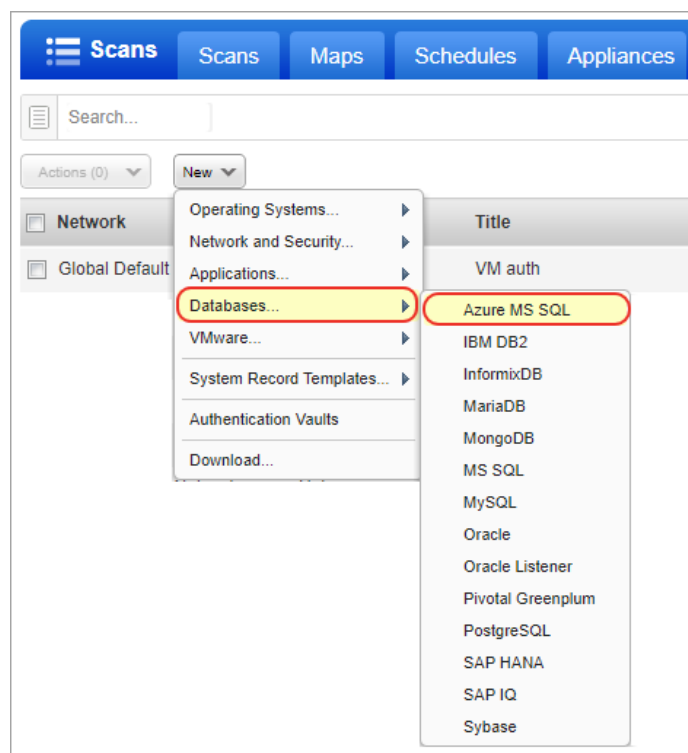 Scans Scans Maps Schedules Appliances
Search...
Actions (0) New
Network Title
Global Default VM auth
Operating Systems...
Network and Security...
Applications...
Databases...
VMware...
System Record Templates...
Authentication Vaults
Download...
Azure MS SQL
IBM DB2
InformixDB
MariaDB
MongoDB
MS SQL
MySQL
Oracle
Oracle Listener
Pivotal Greenplum
PostgreSQL
SAP HANA
SAP IQ
Sybase